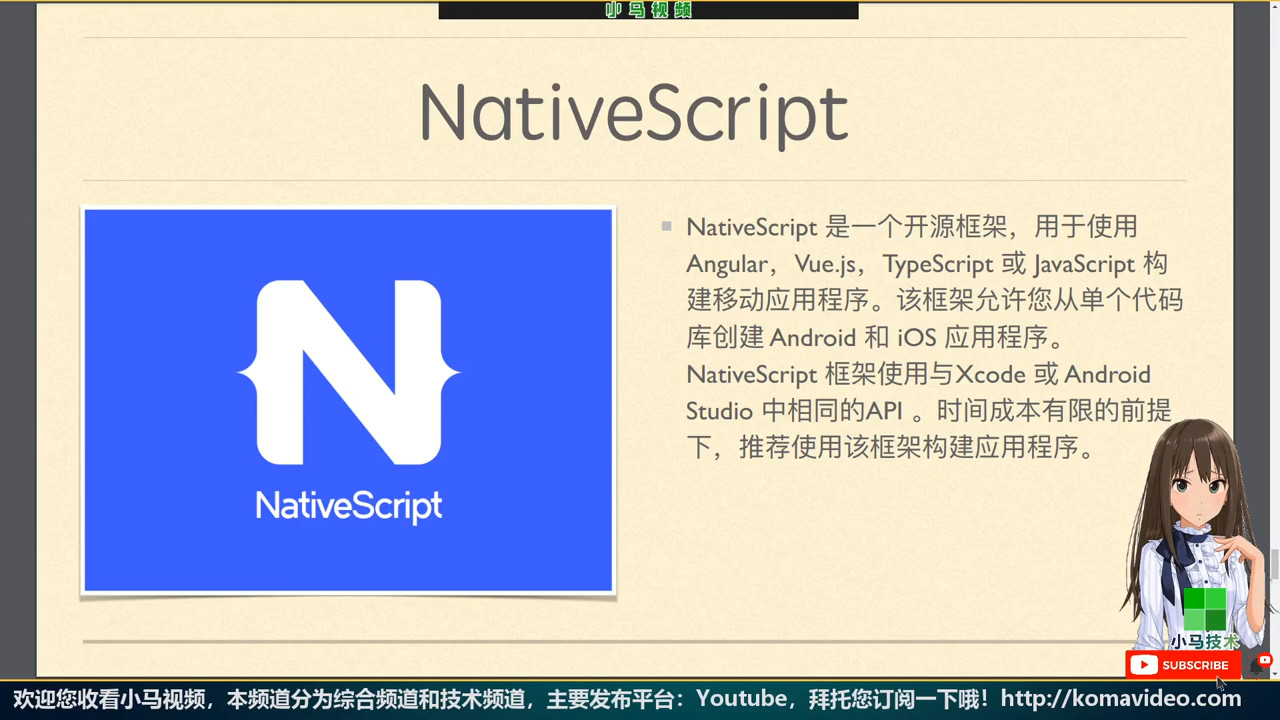 小马视频
NativeScript
NativeScript 是一个开源框架，用于使用
Angular，Vue.js，TypeScript 或 JavaScript 构
建移动应用程序。该框架允许您从单个代码
库创建 Android 和 iOS 应用程序。
NativeScript 框架使用与Xcode 或 Android
Studio 中相同的API 。时间成本有限的前提
下，推荐使用该框架构建应用程序。
NativeScript
小马技术
SUBSCRIBE
欢迎您收看小马视频，本频道分为综合频道和技术频道，主要发布平台：Youtube，拜托您订阅一下哦！http://komavideo.com